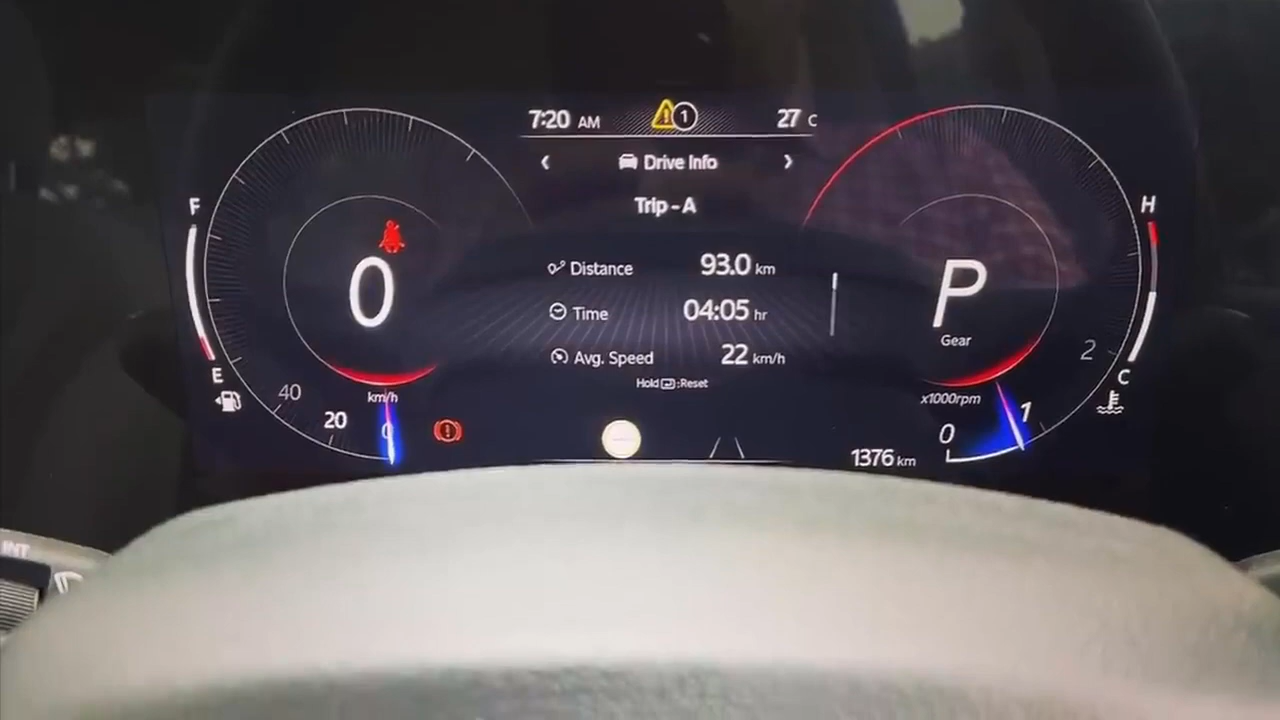 7:20 AM
1
27 C
Drive Info
Trip - A
F
H
Distance 93.0 km
0
Time 04:05 hr
P
Gear
Avg. Speed 22 km/h
Hold :Reset
E
C
2
40
km/h
x1000rpm
20
0
0
1
1376 km
INT